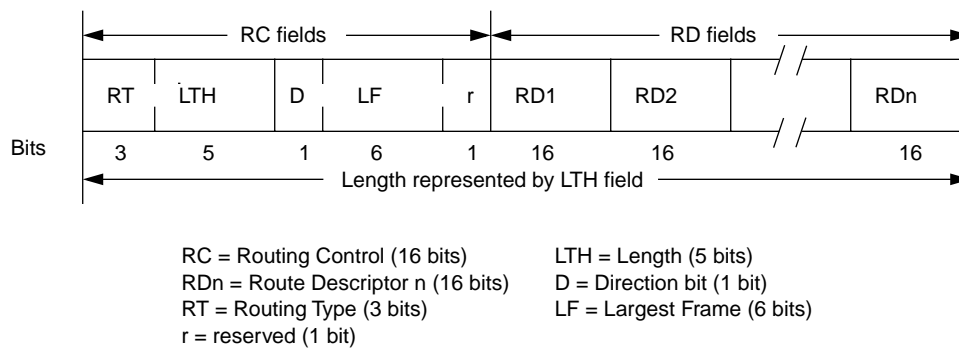 RC fields RD fields
RT LTH D LF r RD1 RD2 RDn
Bits 3 5 1 6 1 16 16 16
Length represented by LTH field
RC = Routing Control (16 bits) LTH = Length (5 bits)
RDn = Route Descriptor n (16 bits) D = Direction bit (1 bit)
RT = Routing Type (3 bits) LF = Largest Frame (6 bits)
r = reserved (1 bit)